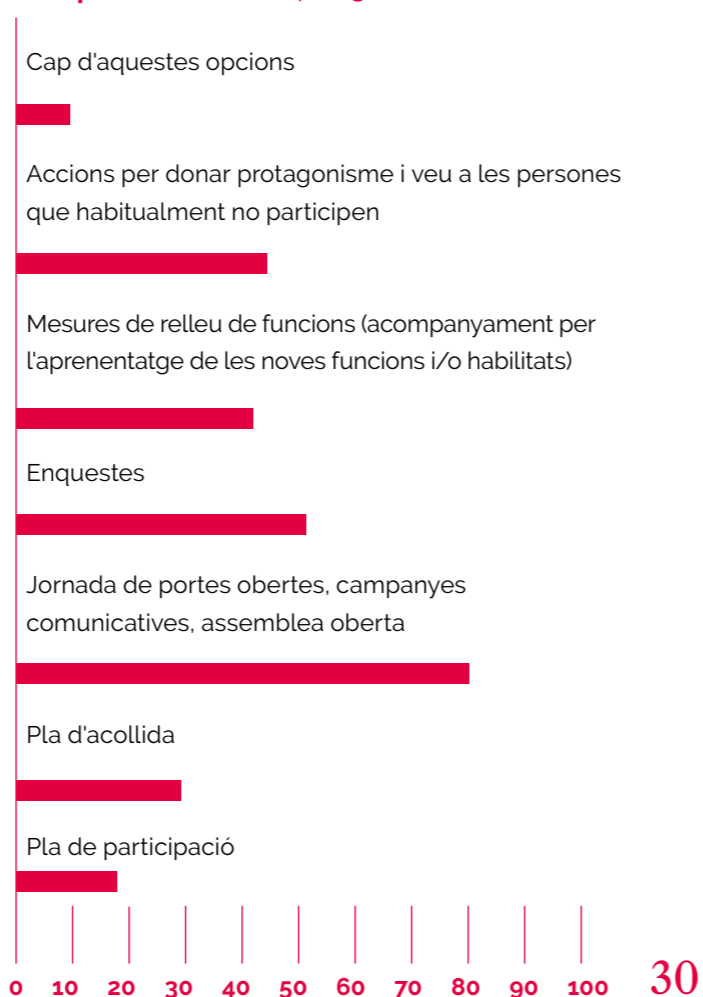 Cap d'aquestes opcions
Accions per donar protagonisme i veu a les persones
que habitualment no participen
Mesures de relleu de funcions (acompanyament per
l'aprenentatge de les noves funcions i/o habilitats)
Enquestes
Jornada de portes obertes, campanyes
comunicatives, assemblea oberta
Pla d'acollida
Pla de participació
0 10 20 30 40 50 60 70 80 90 100
30